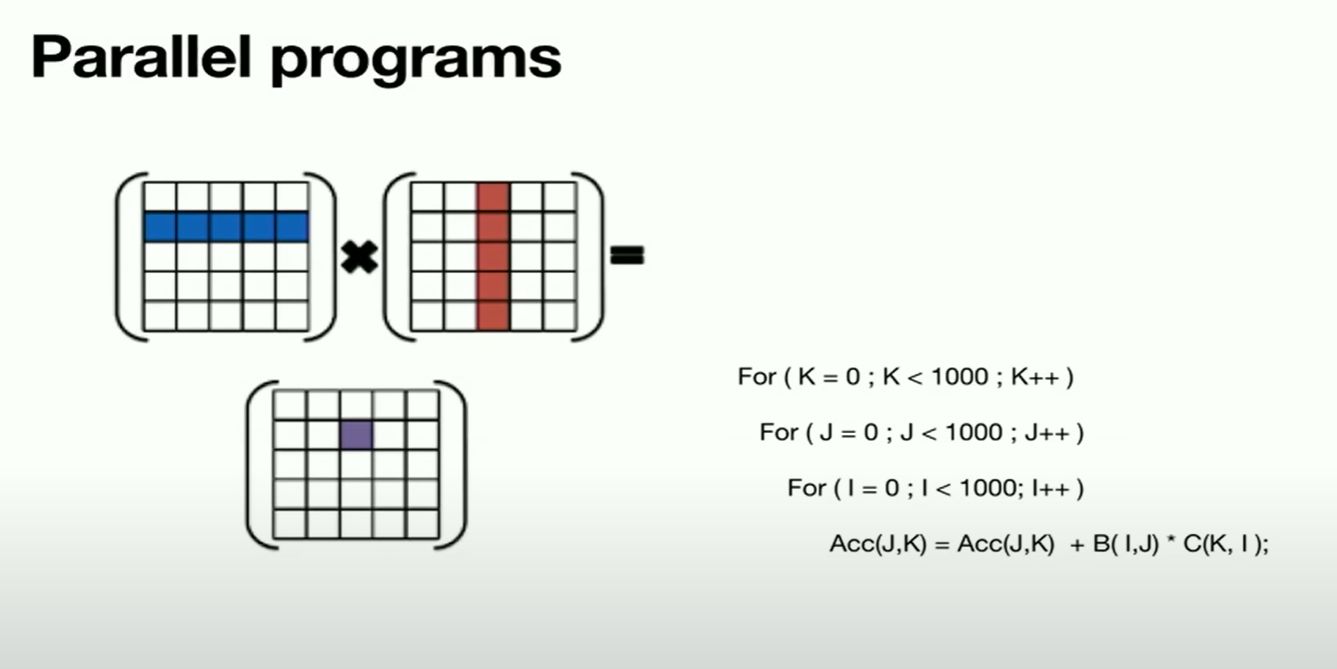 Parallel programs
For ( K = 0 ; K < 1000 ; K++ )
For ( J = 0 ; J < 1000 ; J++ )
For ( I = 0 ; I < 1000; I++ )
Acc(J,K) = Acc(J,K) + B( I,J) * C(K, I );